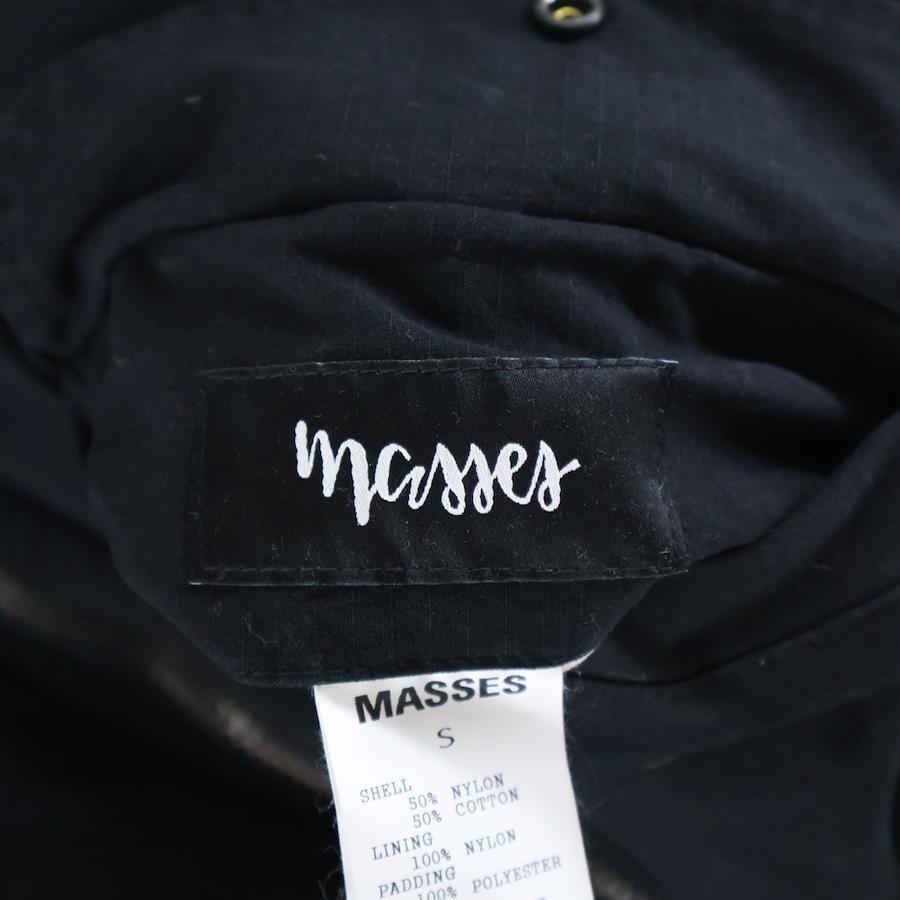 masses
MASSES
S
SHELL
50% NYLON
50% COTTON
LINING
100% NYLON
PADDING
100% POLYESTER